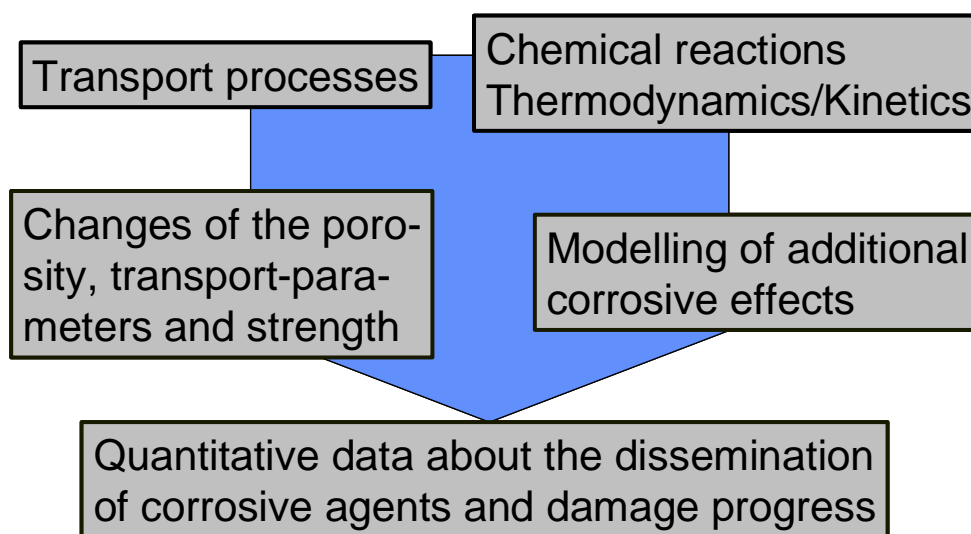 Transport processes
Chemical reactions
Thermodynamics/Kinetics
Changes of the poro-
sity, transport-para-
meters and strength
Modelling of additional
corrosive effects
Quantitative data about the dissemination
of corrosive agents and damage progress